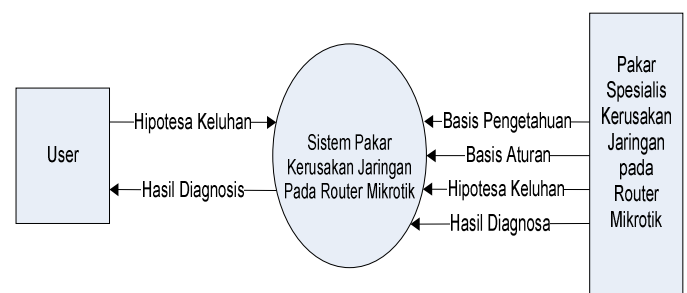 User
Hipotesa Keluhan
Hasil Diagnosis
Sistem Pakar
Kerusakan Jaringan
Pada Router Mikrotik
Basis Pengetahuan
Basis Aturan
Hipotesa Keluhan
Hasil Diagnosa
Pakar
Spesialis
Kerusakan
Jaringan
pada
Router
Mikrotik